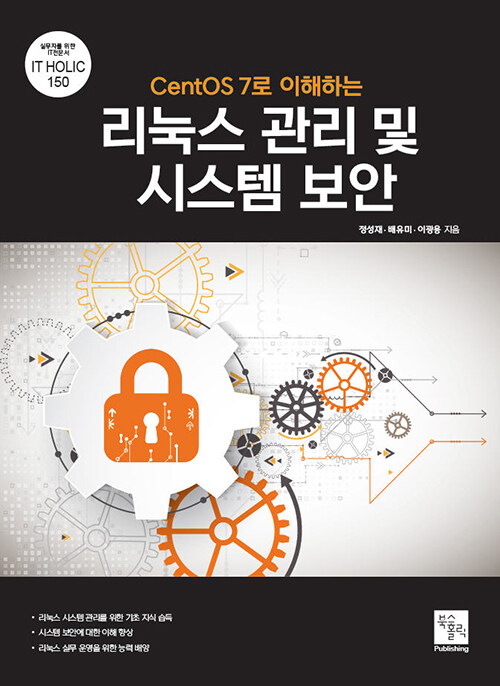 실무자를 위한
IT전문서
IT HOLIC
150
CentOS 7로 이해하는
리눅스 관리 및
시스템 보안
정성재·배유미·이광용 지음
• 리눅스 시스템 관리를 위한 기초 지식 습득
• 시스템 보안에 대한 이해 향상
• 리눅스 실무 운영을 위한 능력 배양
북스홀릭
Publishing